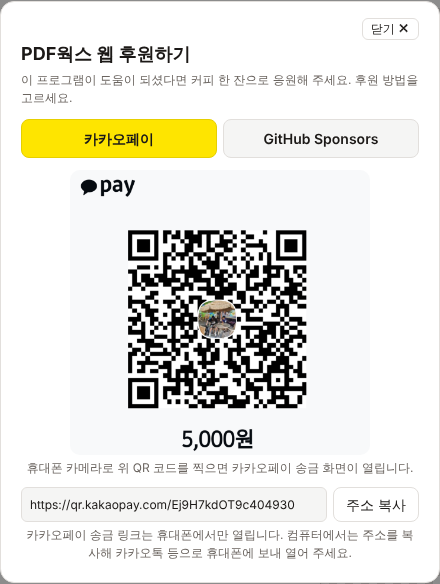 닫기 ✕
PDF웍스 웹 후원하기
이 프로그램이 도움이 되셨다면 커피 한 잔으로 응원해 주세요. 후원 방법을
고르세요.
카카오페이
GitHub Sponsors
pay
5,000원
휴대폰 카메라로 위 QR 코드를 찍으면 카카오페이 송금 화면이 열립니다.
https://qr.kakaopay.com/Ej9H7kdOT9c404930
주소 복사
카카오페이 송금 링크는 휴대폰에서만 열립니다. 컴퓨터에서는 주소를 복
사해 카카오톡 등으로 휴대폰에 보내 열어 주세요.